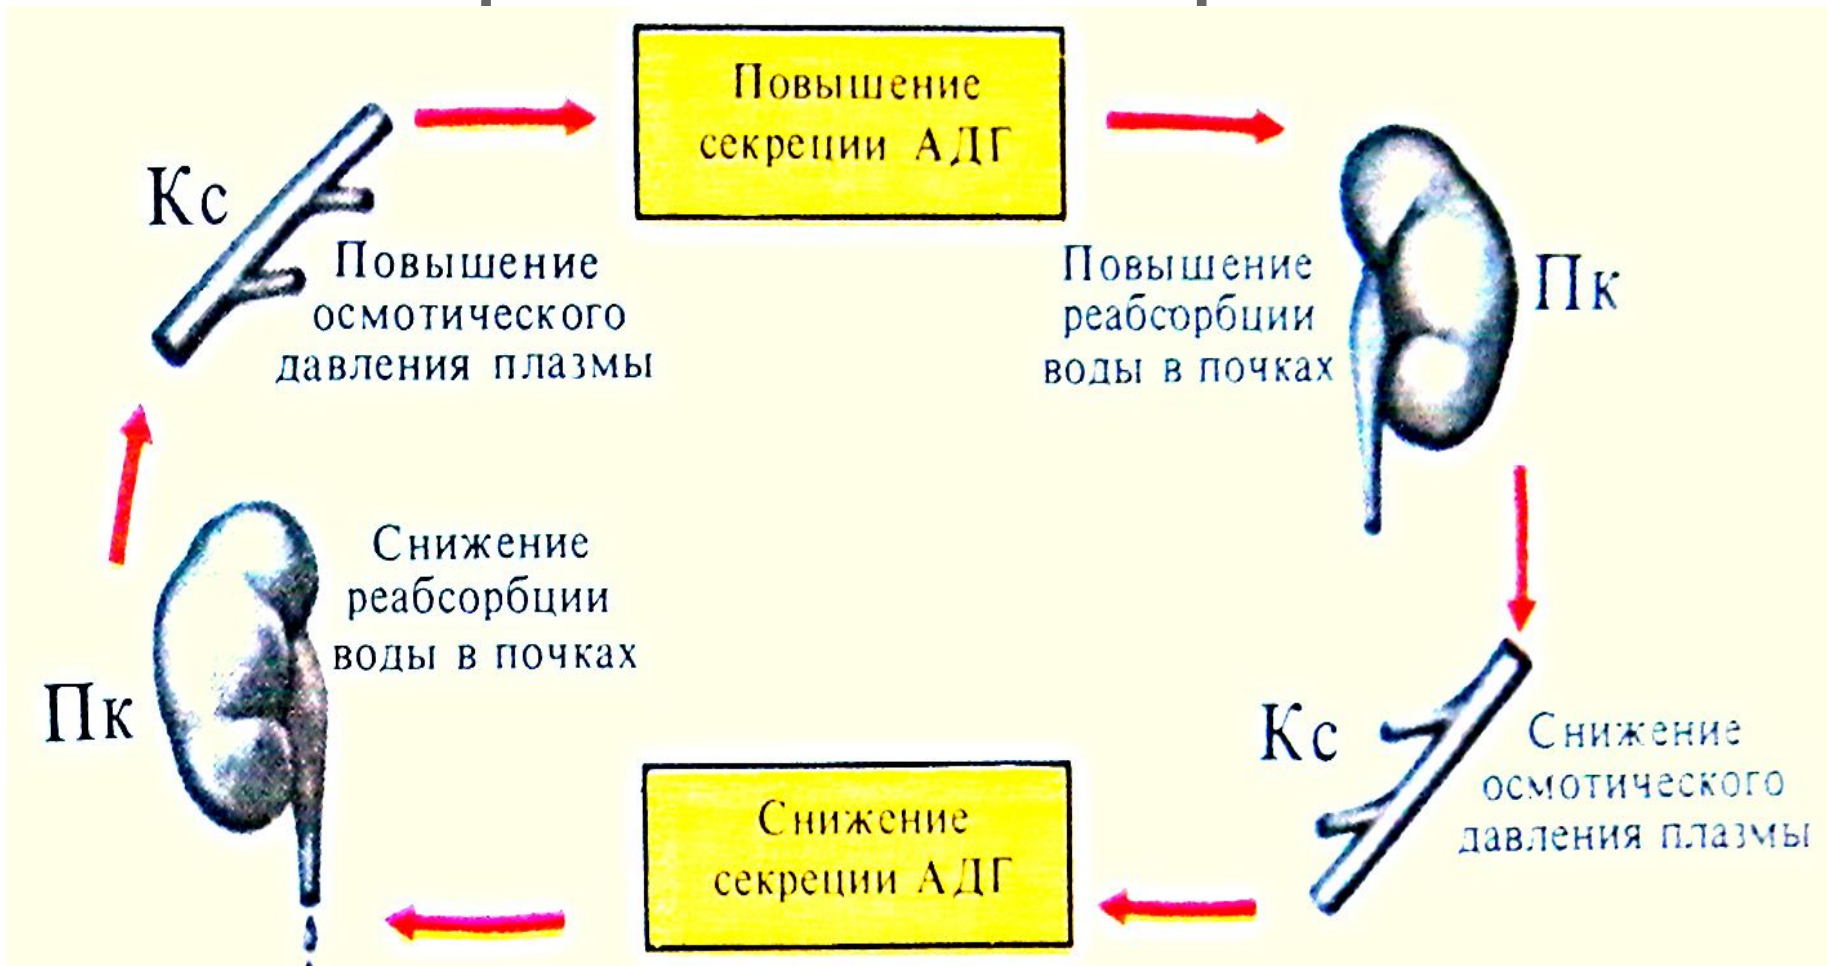 Повышение
секреции АДГ
Кс
Повышение
осмотического
давления плазмы
Повышение
реабсорбции
воды в почках
Пк
Снижение
реабсорбции
воды в почках
Пк
Кс
Снижение
осмотического
давления плазмы
Снижение
секреции АДГ